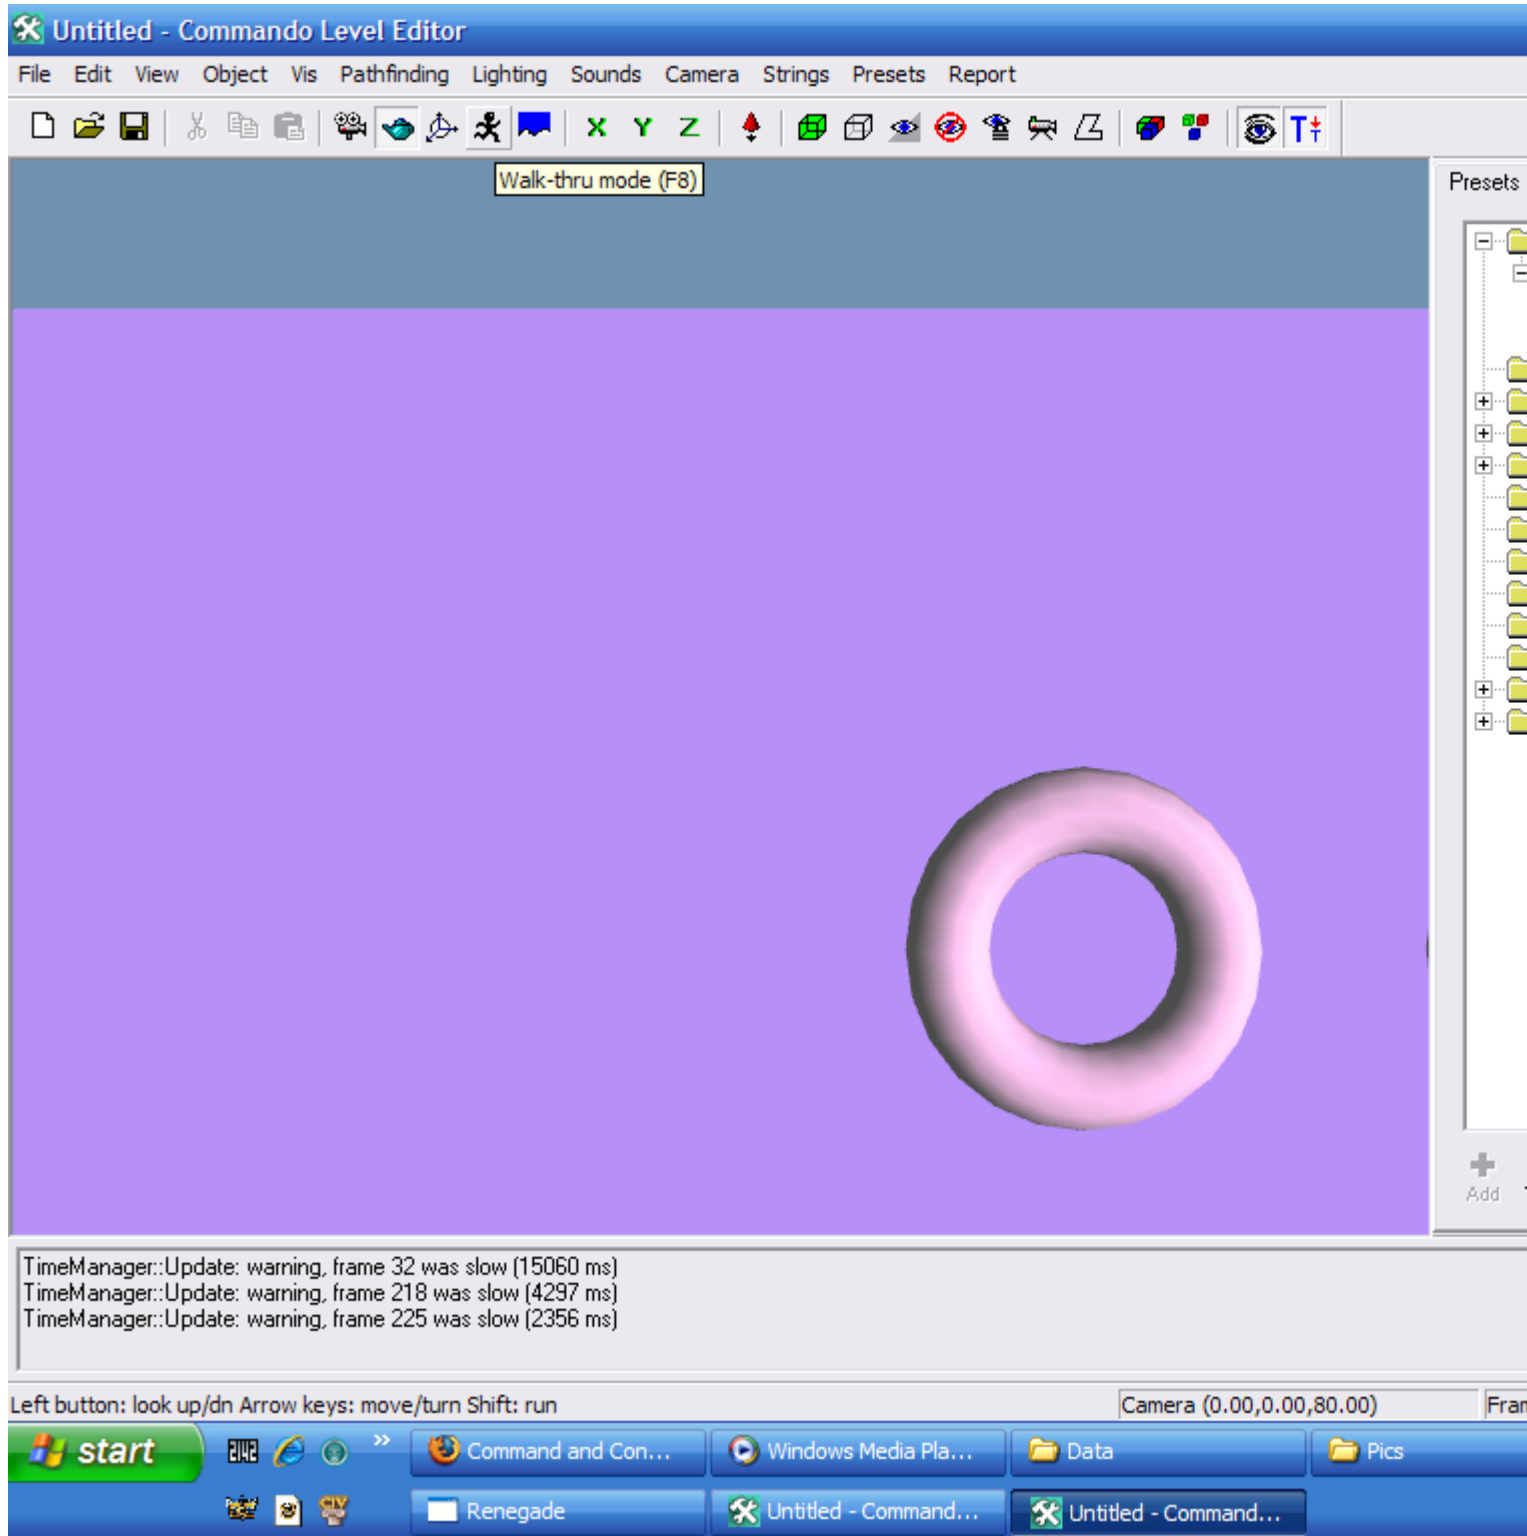 Untitled - Commando Level Editor
File Edit View Object Vis Pathfinding Lighting Sounds Camera Strings Presets Report
X Y Z T T
Walk-thru mode (F8)
Presets
Add
TimeManager::Update: warning, frame 32 was slow (15060 ms)
TimeManager::Update: warning, frame 218 was slow (4297 ms)
TimeManager::Update: warning, frame 225 was slow (2356 ms)
Left button: look up/dn Arrow keys: move/turn Shift: run Camera (0.00,0.00,80.00) Fram
start 2142 » Command and Con... Windows Media Pla... Data Pics
CIV Renegade Untitled - Command... Untitled - Command...